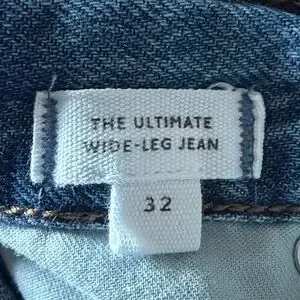 THE ULTIMATE
WIDE-LEG JEAN
32